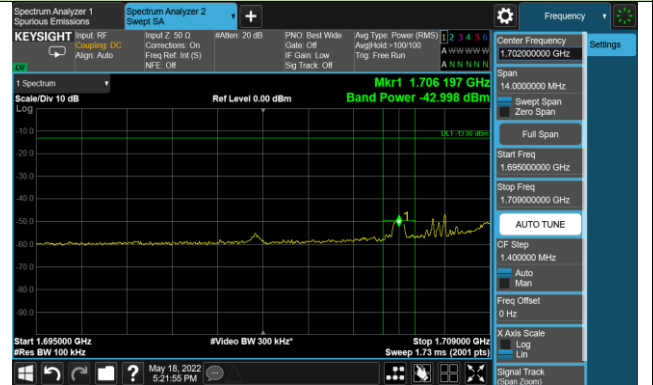 Spectrum Analyzer 1
Spurious Emissions
Spectrum Analyzer 2
Swept SA
Frequency
KEYSIGHT
Input: RF
Coupling: DC
Align: Auto
Input Z: 50 Ω
Corrections: On
Freq Ref: Int (S)
NFE: Off
#Atten: 20 dB
PNO: Best Wide
Gate: Off
IF Gain: Low
Sig Track: Off
Avg Type: Power (RMS)
Avg|Hold:>100/100
Trig: Free Run
1 2 3 4 5 6
A W W W W W
A N N N N N
LW
1 Spectrum
Scale/Div 10 dB
Log
Ref Level 0.00 dBm
Mkr1 1.706 197 GHz
Band Power -42.998 dBm
DL1 -13.00 dBm
-10.0
-20.0
-30.0
-40.0
-50.0
-60.0
-70.0
-80.0
-90.0
1
Start 1.695000 GHz
#Res BW 100 kHz
#Video BW 300 kHz*
Stop 1.709000 GHz
Sweep 1.73 ms (2001 pts)
May 18, 2022
5:21:55 PM
Center Frequency
1.702000000 GHz
Settings
Span
14.0000000 MHz
Swept Span
Zero Span
Full Span
Start Freq
1.695000000 GHz
Stop Freq
1.709000000 GHz
AUTO TUNE
CF Step
1.400000 MHz
Auto
Man
Freq Offset
0 Hz
X Axis Scale
Log
Lin
Signal Track
(Span Zoom)